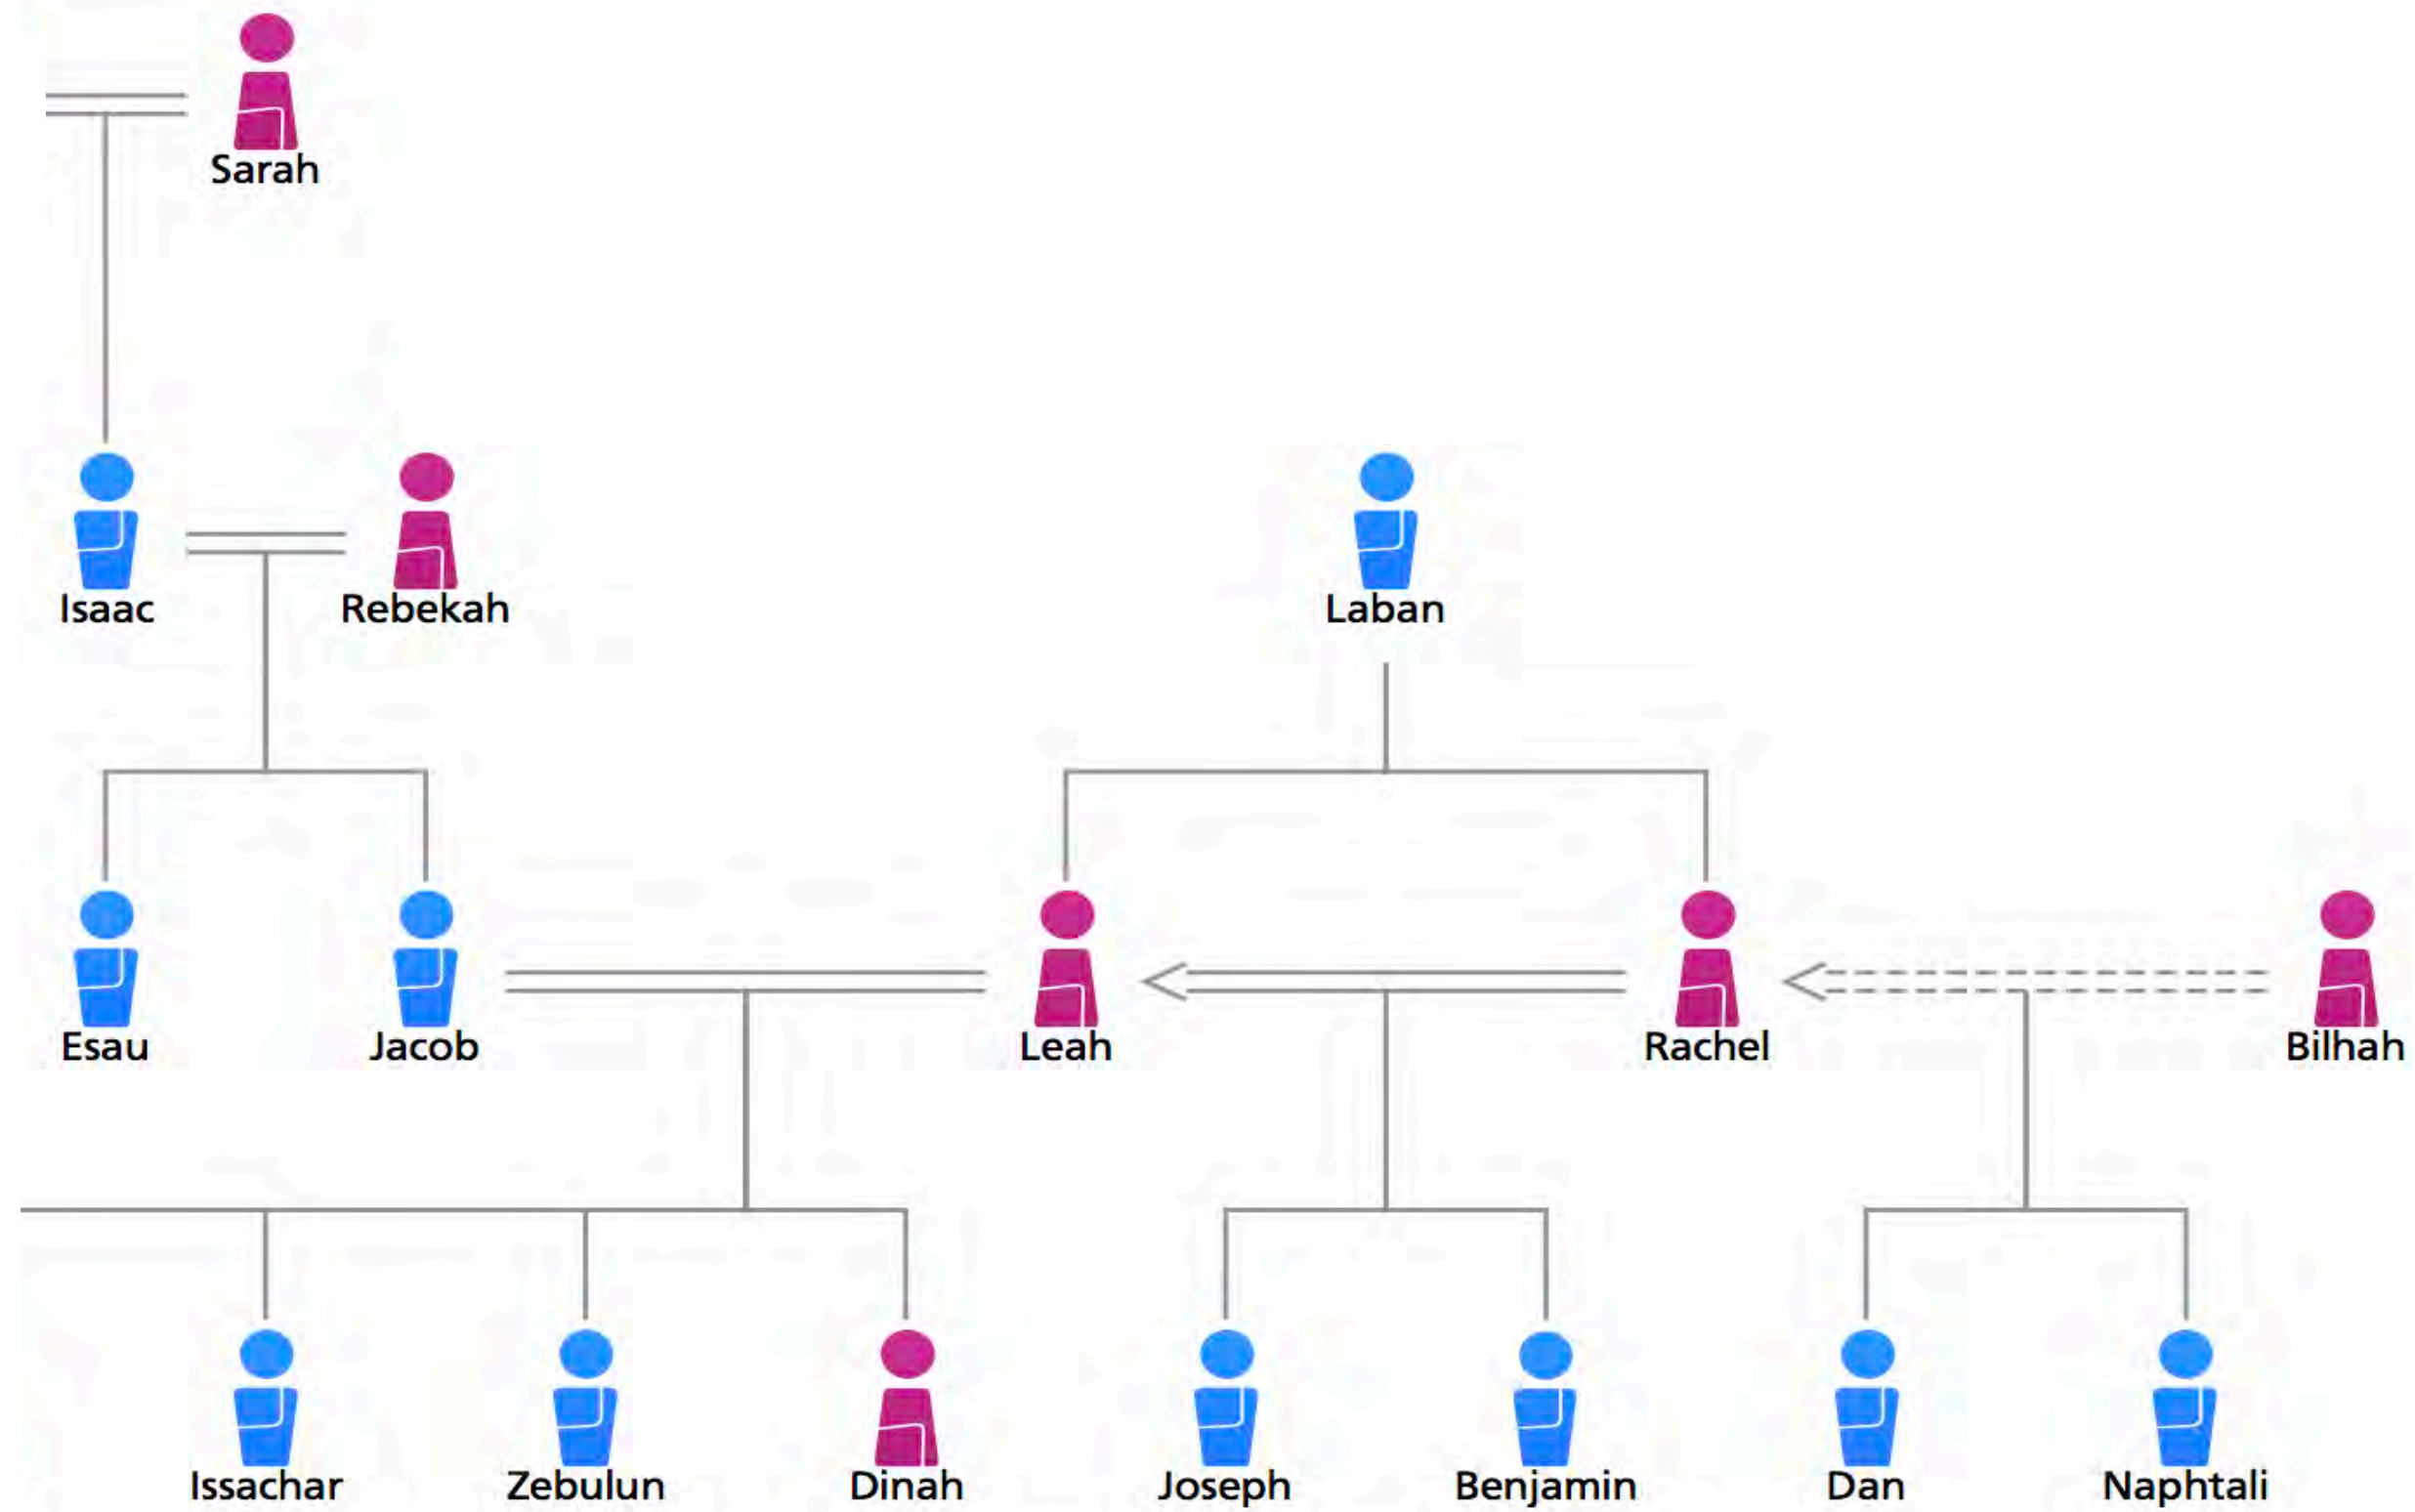 Sarah
Isaac Rebekah Laban
Esau Jacob Leah Rachel Bilhah
Issachar Zebulun Dinah Joseph Benjamin Dan Naphtali